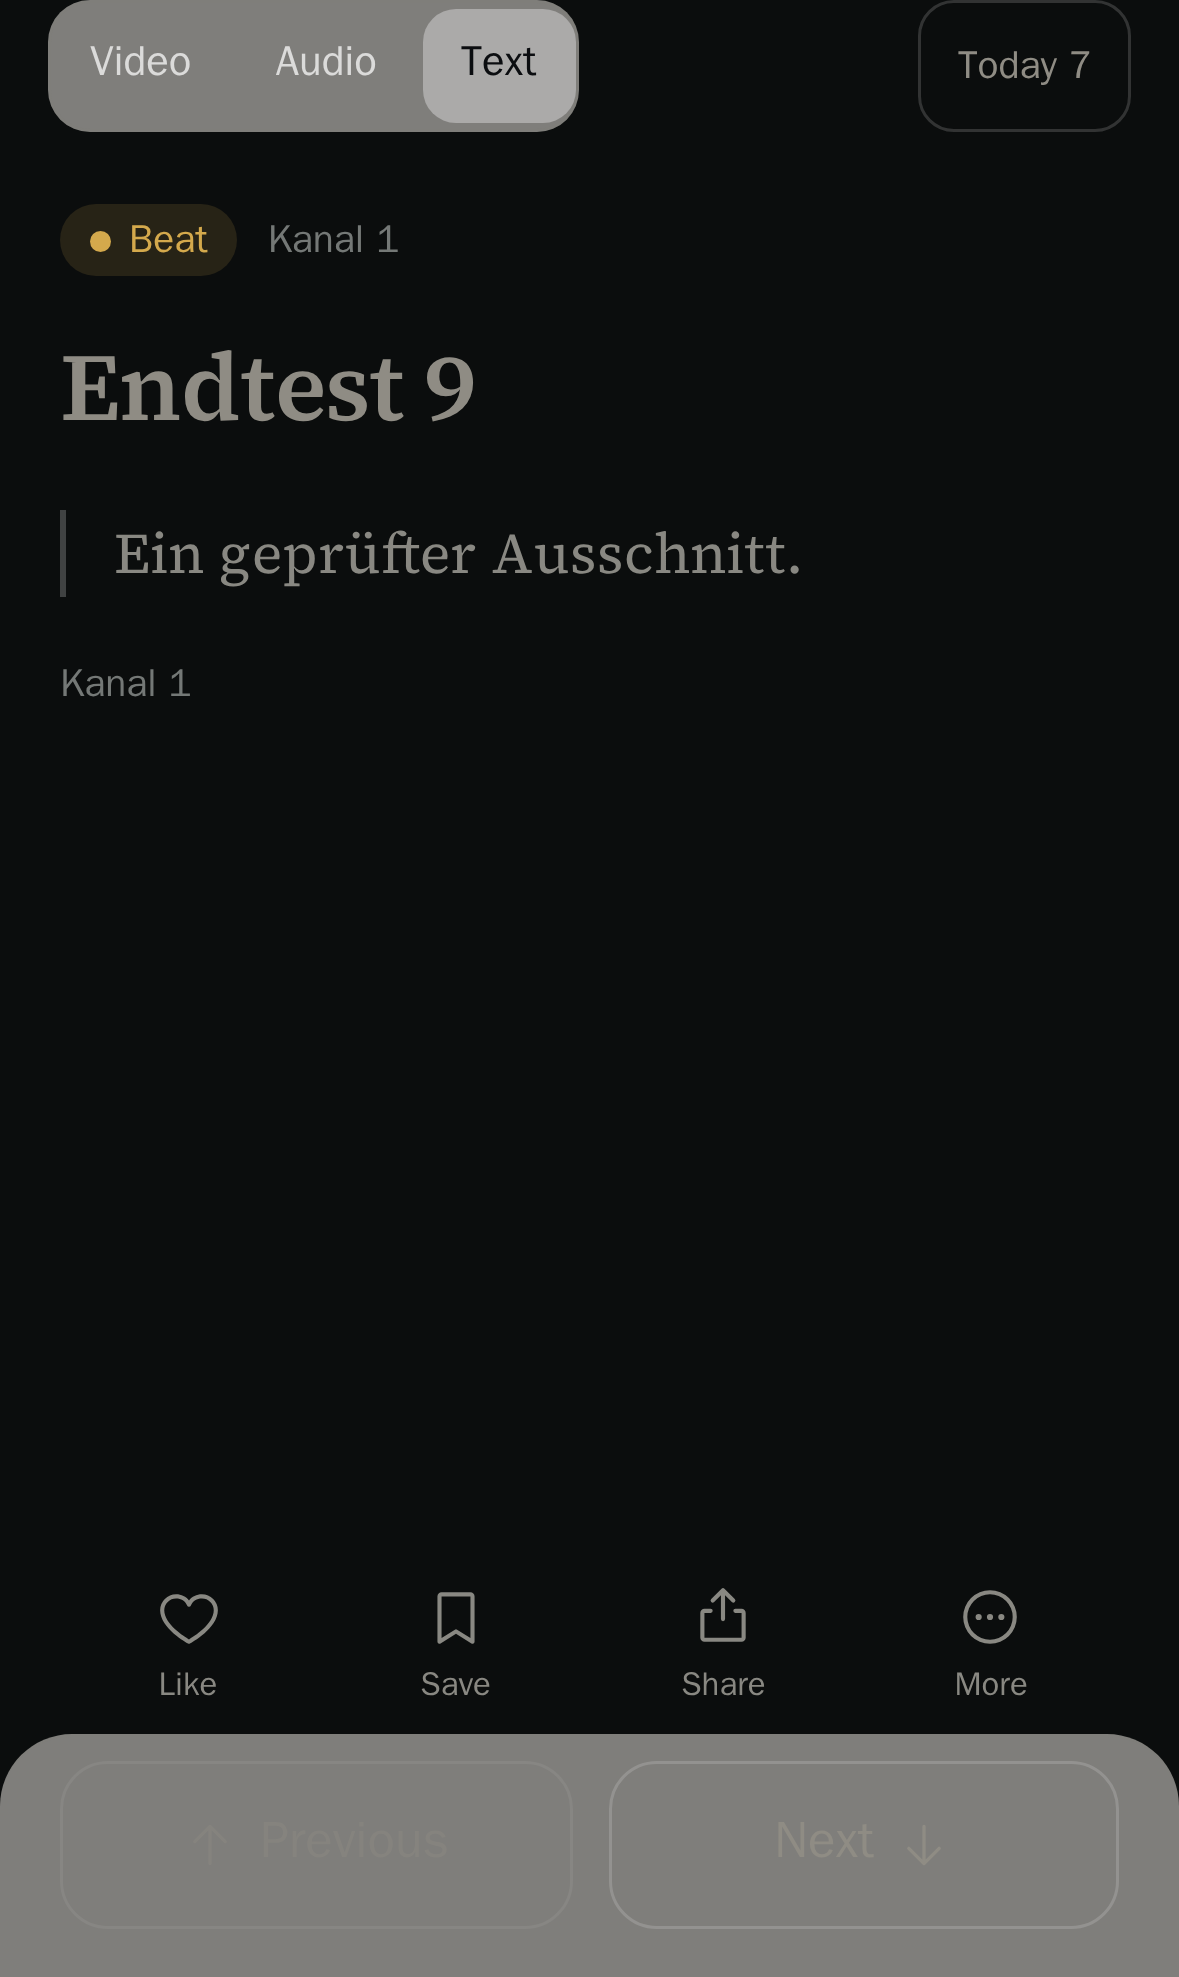 Video Audio Text Today 7
Beat Kanal 1
Endtest 9
Ein geprüfter Ausschnitt.
Kanal 1
Like Save Share More
Previous Next